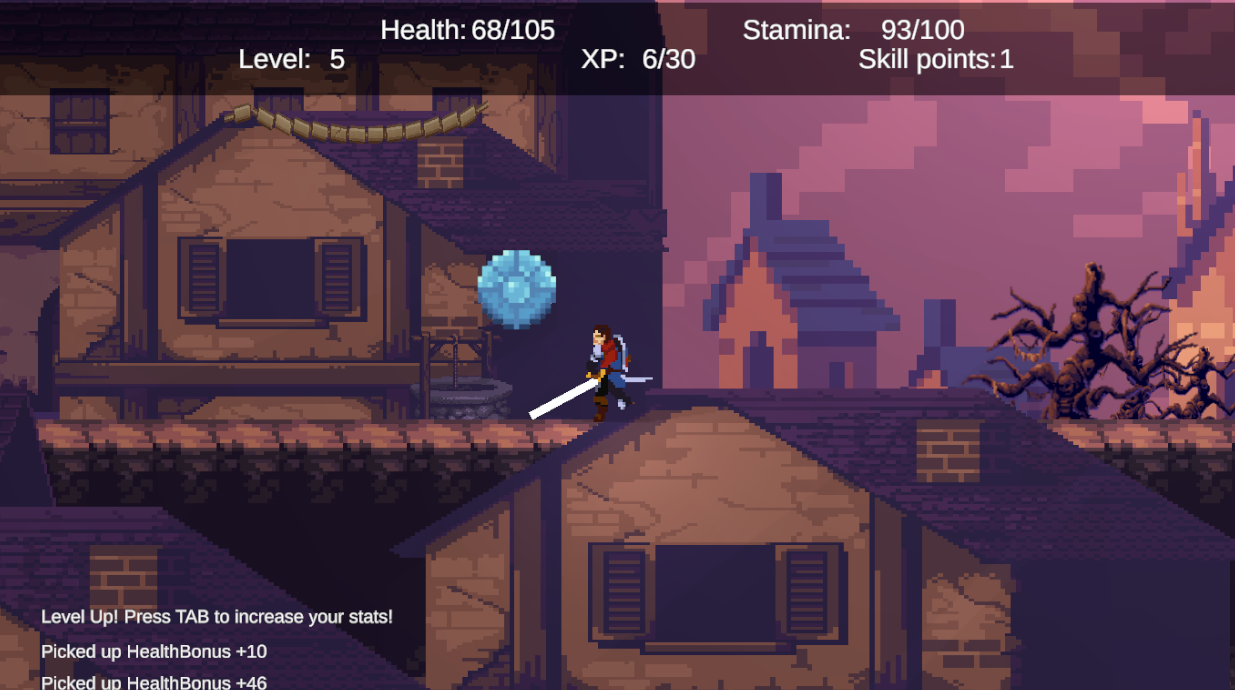 Health: 68/105 Stamina: 93/100
Level: 5 XP: 6/30 Skill points: 1
Level Up! Press TAB to increase your stats!
Picked up HealthBonus +10
Picked up HealthBonus +46